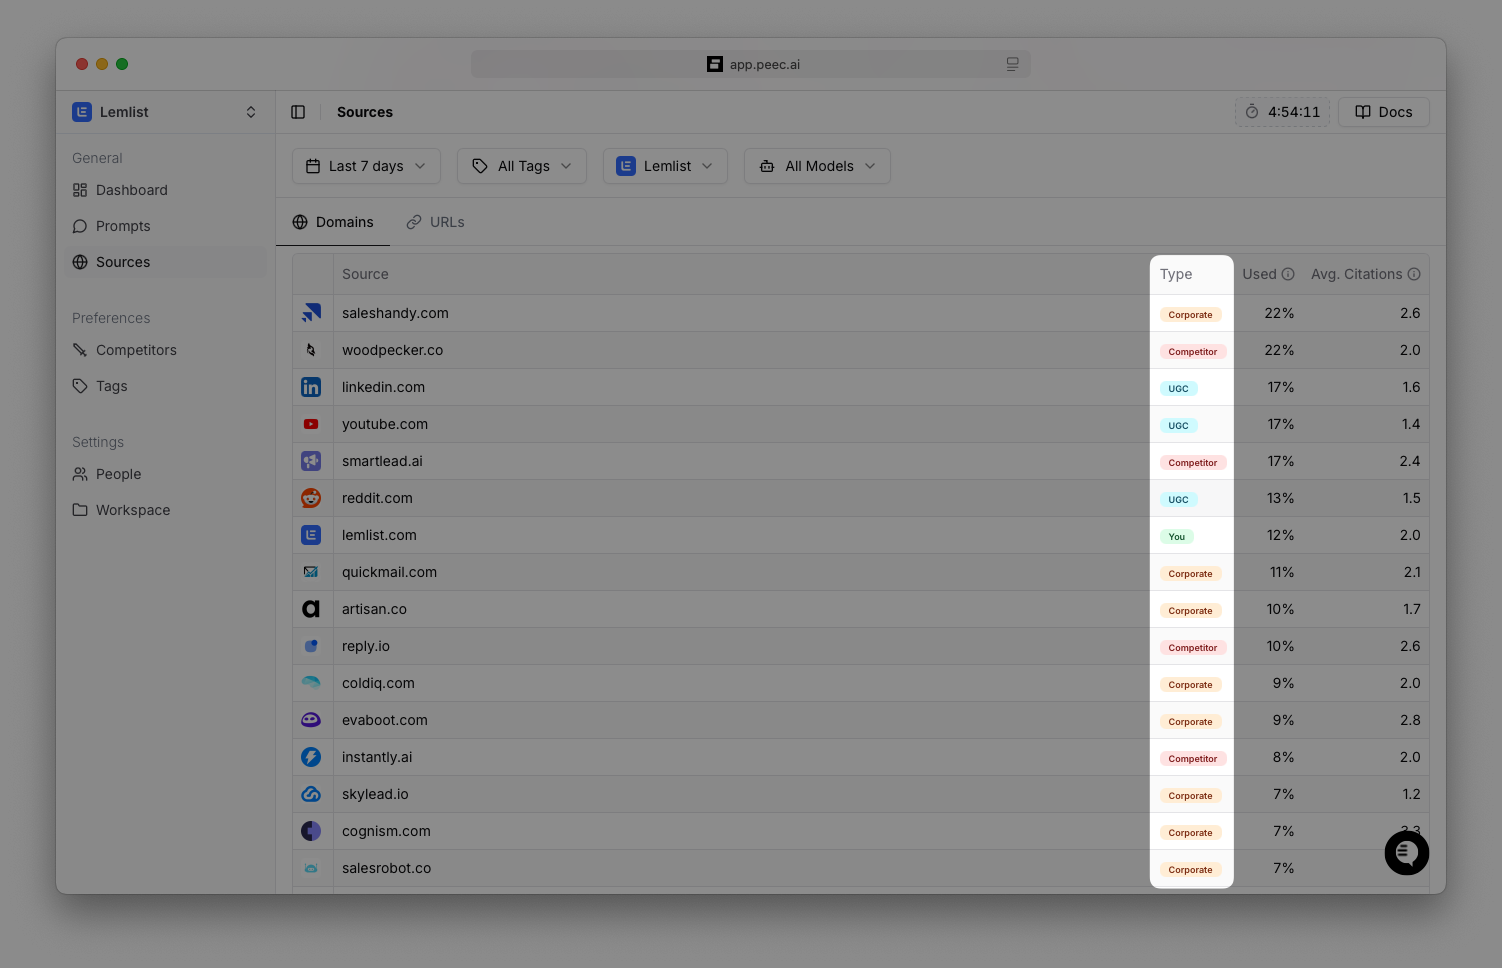 app.peec.ai
Lemlist
Sources
4:54:11
Docs
General
Dashboard
Prompts
Sources
Preferences
Competitors
Tags
Settings
People
Workspace
Last 7 days
All Tags
Lemlist
All Models
Domains
URLs
Source Type Used Avg. Citations
saleshandy.com Corporate 22% 2.6
woodpecker.co Competitor 22% 2.0
linkedin.com UGC 17% 1.6
youtube.com UGC 17% 1.4
smartlead.ai Competitor 17% 2.4
reddit.com UGC 13% 1.5
lemlist.com You 12% 2.0
quickmail.com Corporate 11% 2.1
artisan.co Corporate 10% 1.7
reply.io Competitor 10% 2.6
coldiq.com Corporate 9% 2.0
evaboot.com Corporate 9% 2.8
instantly.ai Competitor 8% 2.0
skylead.io Corporate 7% 1.2
cognism.com Corporate 7%
salesrobot.co Corporate 7%